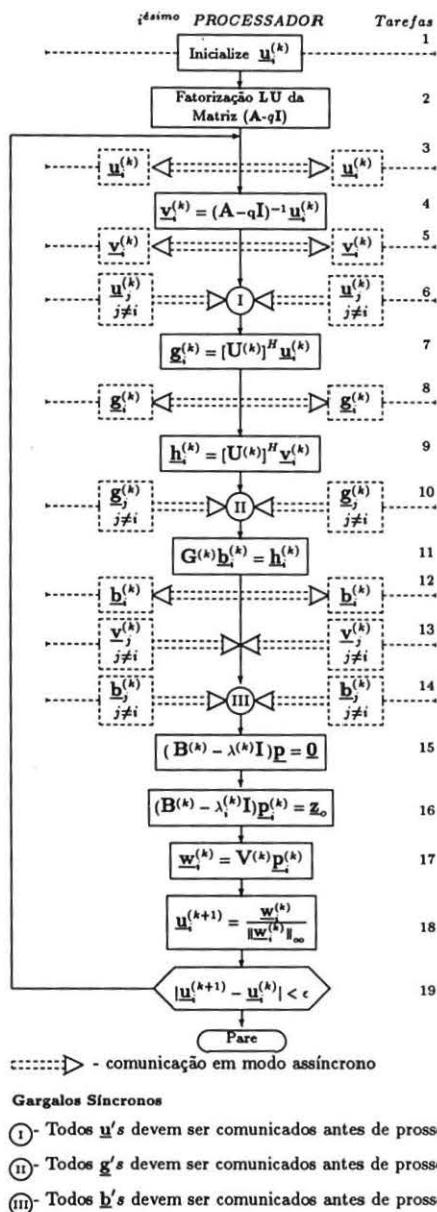 i^{ésimo} PROCESSADOR Tarefas
Inicialize u_i^{(k)} 1
Fatorização LU da 2
Matriz (A-qI)
3
u_i^{(k)} u_i^{(k)}
v_i^{(k)} = (A-qI)^{-1} u_i^{(k)} 4
5
v_i^{(k)} v_i^{(k)}
u_j^{(k)} I u_j^{(k)} 6
j≠i j≠i
g_i^{(k)} = [U^{(k)}]^H u_i^{(k)} 7
8
g_i^{(k)} g_i^{(k)}
h_i^{(k)} = [U^{(k)}]^H v_i^{(k)} 9
g_j^{(k)} II g_j^{(k)} 10
j≠i j≠i
G^{(k)} b_i^{(k)} = h_i^{(k)} 11
12
b_i^{(k)} b_i^{(k)}
v_j^{(k)} v_j^{(k)} 13
j≠i j≠i
b_j^{(k)} III b_j^{(k)} 14
j≠i j≠i
(B^{(k)} - λ^{(k)}I)p = 0 15
(B^{(k)} - λ_i^{(k)}I)p_i^{(k)} = z_o 16
w_i^{(k)} = V^{(k)} p_i^{(k)} 17
u_i^{(k+1)} = w_i^{(k)} / ‖w_i^{(k)}‖_∞ 18
|u_i^{(k+1)} - u_i^{(k)}| < ϵ 19
Pare
- comunicação em modo assíncrono
Gargalos Síncronos
I - Todos u's devem ser comunicados antes de prosse
II - Todos g's devem ser comunicados antes de prosse
III - Todos b's devem ser comunicados antes de prosse